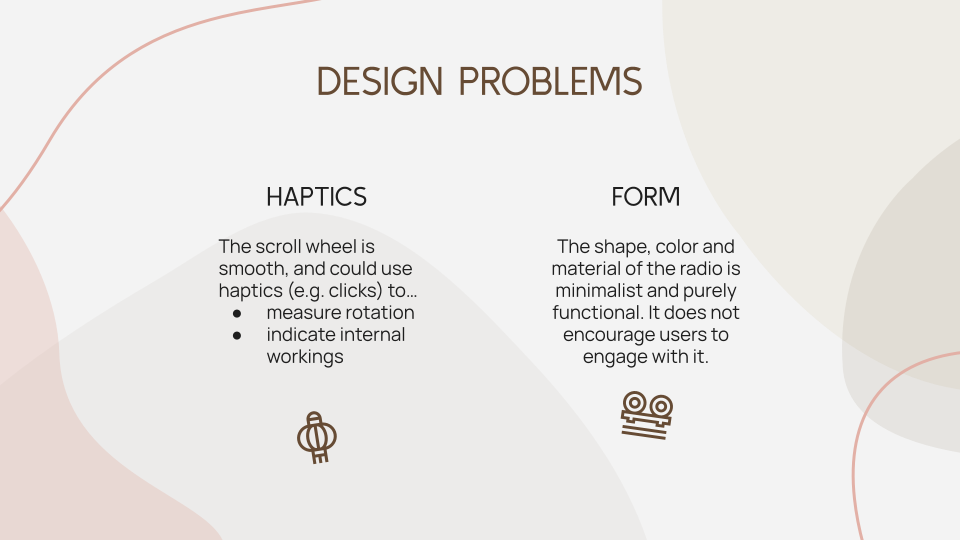 DESIGN PROBLEMS
HAPTICS
The scroll wheel is
smooth, and could use
haptics (e.g. clicks) to...
● measure rotation
● indicate internal
workings
FORM
The shape, color and
material of the radio is
minimalist and purely
functional. It does not
encourage users to
engage with it.